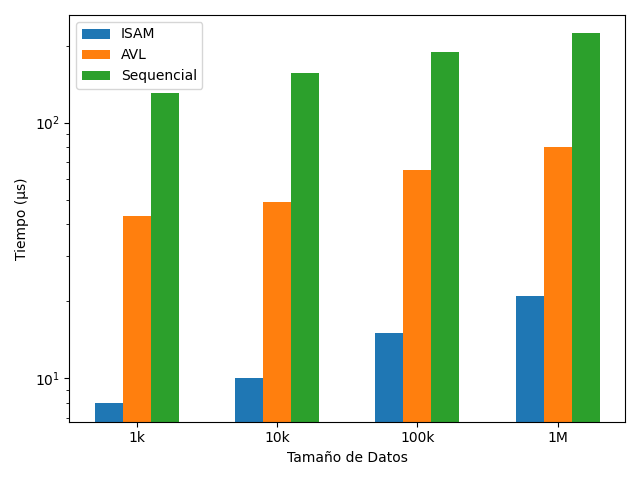 ISAM
AVL
Sequencial
10²
10¹
Tiempo (µs)
1k 10k 100k 1M
Tamaño de Datos